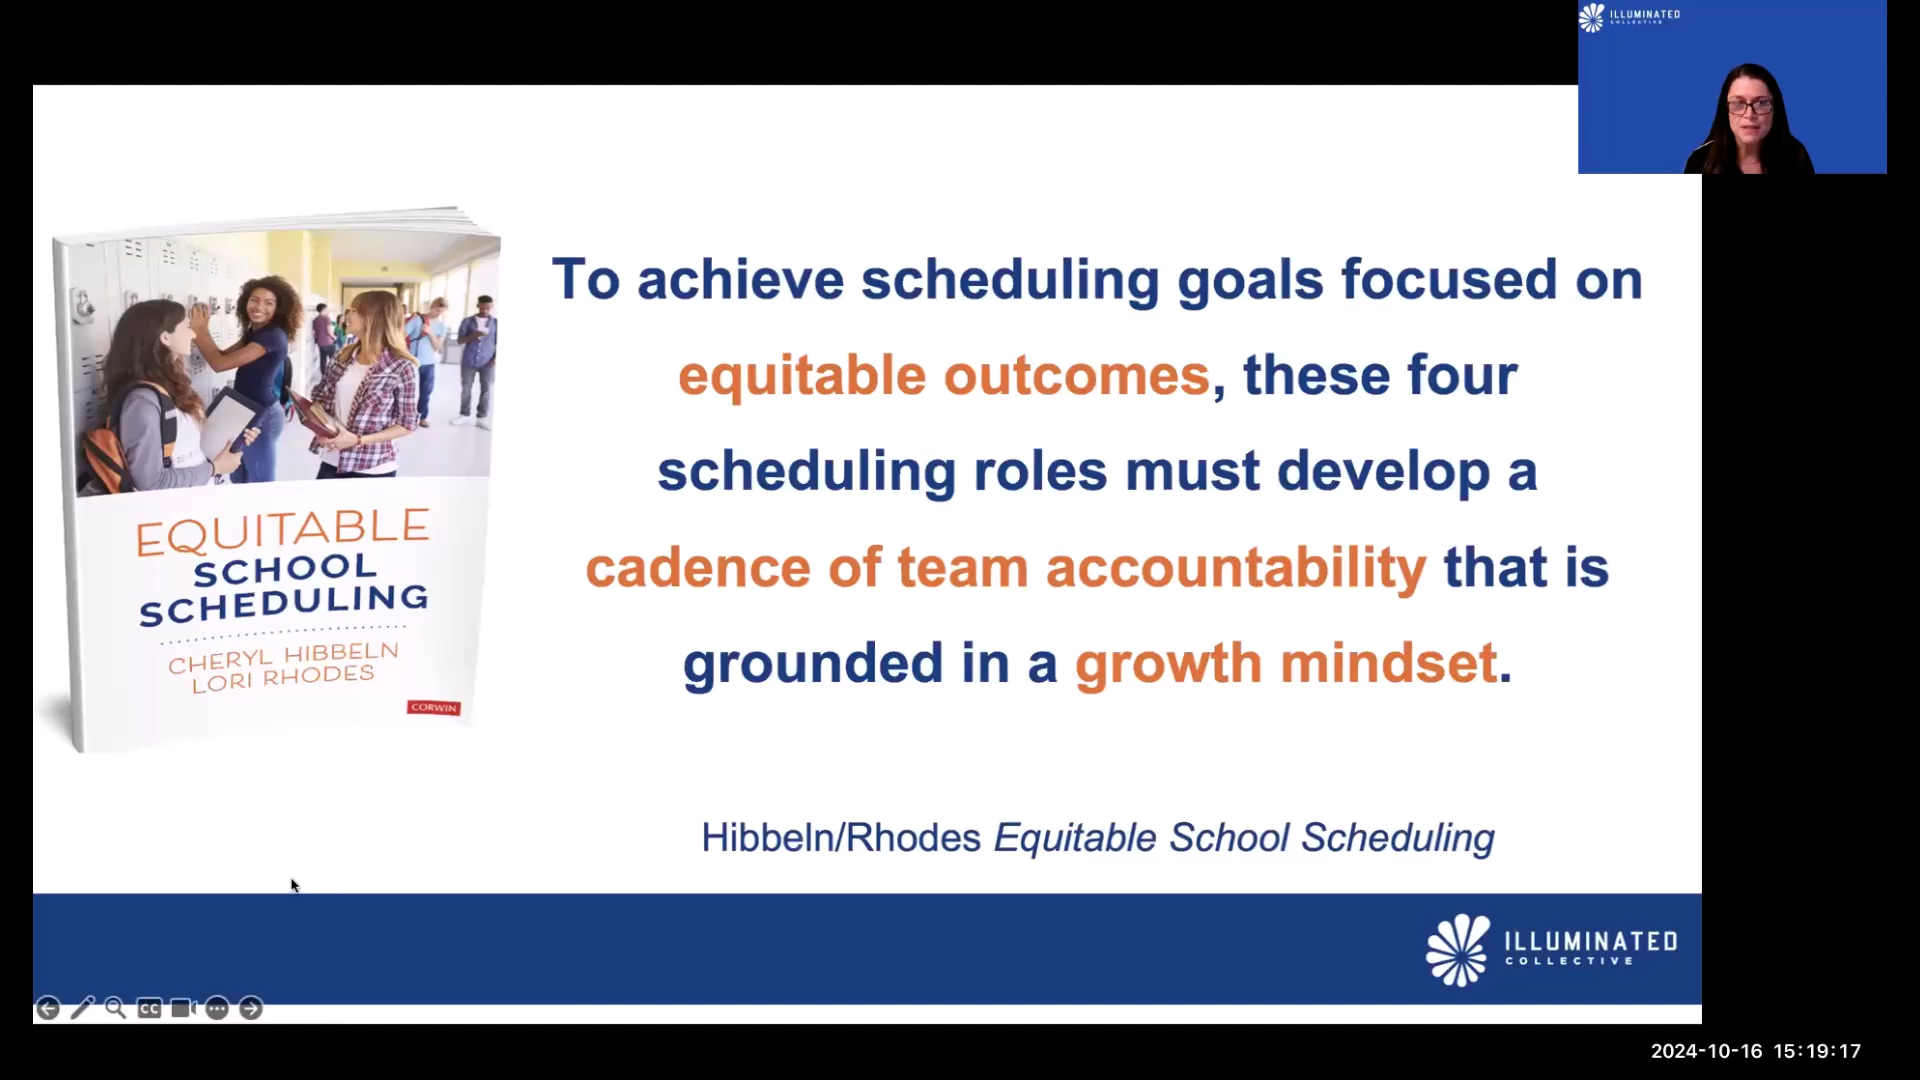 ILLUMINATED
COLLECTIVE
To achieve scheduling goals focused on
equitable outcomes, these four
scheduling roles must develop a
cadence of team accountability that is
grounded in a growth mindset.
Hibbeln/Rhodes Equitable School Scheduling
EQUITABLE
SCHOOL
SCHEDULING
CHERYL HIBBELN
LORI RHODES
CORWIN
ILLUMINATED
COLLECTIVE
CC
2024-10-16 15:19:17